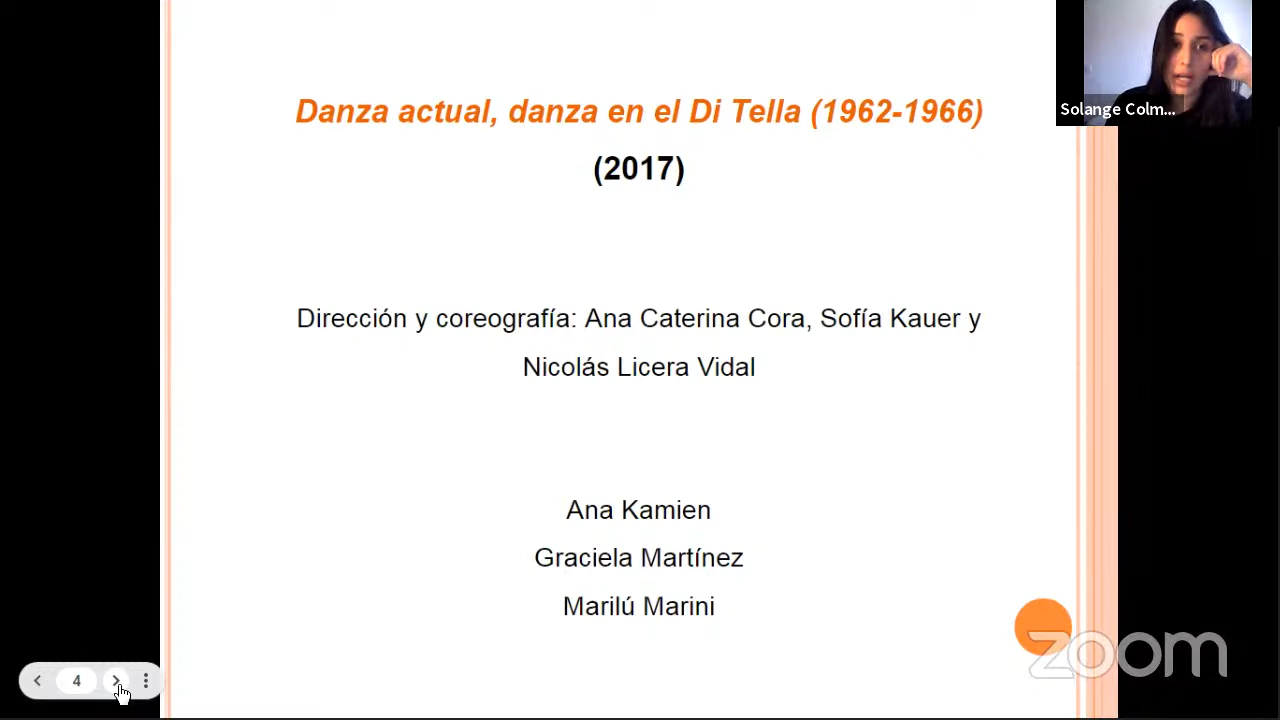 Danza actual, danza en el Di Tella (1962-1966)
(2017)
Dirección y coreografía: Ana Caterina Cora, Sofía Kauer y
Nicolás Licera Vidal
Ana Kamien
Graciela Martínez
Marilú Marini
Solange Colm...
4
zoom